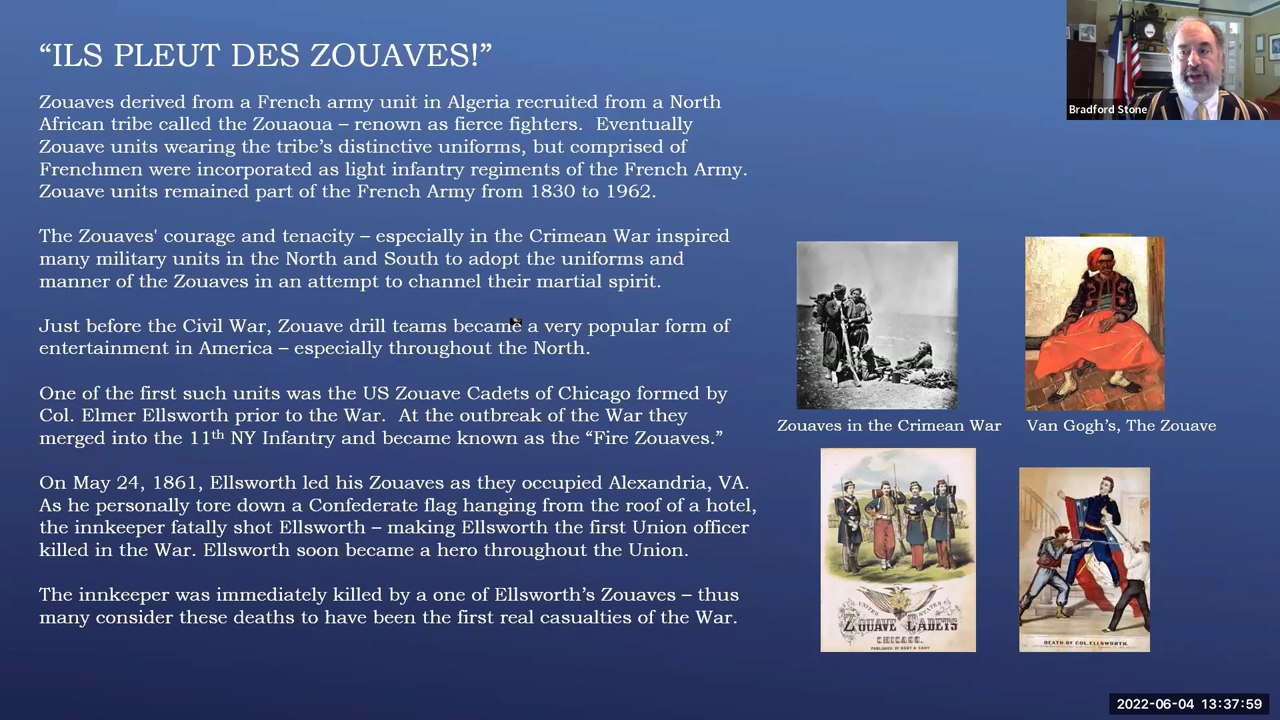 “ILS PLEUT DES ZOUAVES!”
Zouaves derived from a French army unit in Algeria recruited from a North
African tribe called the Zouaoua – renown as fierce fighters.  Eventually
Zouave units wearing the tribe’s distinctive uniforms, but comprised of
Frenchmen were incorporated as light infantry regiments of the French Army.
Zouave units remained part of the French Army from 1830 to 1962.
The Zouaves' courage and tenacity – especially in the Crimean War inspired
many military units in the North and South to adopt the uniforms and
manner of the Zouaves in an attempt to channel their martial spirit.
Just before the Civil War, Zouave drill teams became a very popular form of
entertainment in America – especially throughout the North.
One of the first such units was the US Zouave Cadets of Chicago formed by
Col. Elmer Ellsworth prior to the War.  At the outbreak of the War they
merged into the 11th NY Infantry and became known as the “Fire Zouaves.”
On May 24, 1861, Ellsworth led his Zouaves as they occupied Alexandria, VA.
As he personally tore down a Confederate flag hanging from the roof of a hotel,
the innkeeper fatally shot Ellsworth – making Ellsworth the first Union officer
killed in the War. Ellsworth soon became a hero throughout the Union.
The innkeeper was immediately killed by a one of Ellsworth’s Zouaves – thus
many consider these deaths to have been the first real casualties of the War.
Bradford Stone
Zouaves in the Crimean War
Van Gogh’s, The Zouave
UNITED STATES
ZOUAVE CADETS
CHICAGO.
DEATH OF COL. ELLSWORTH.
2022-06-04 13:37:59